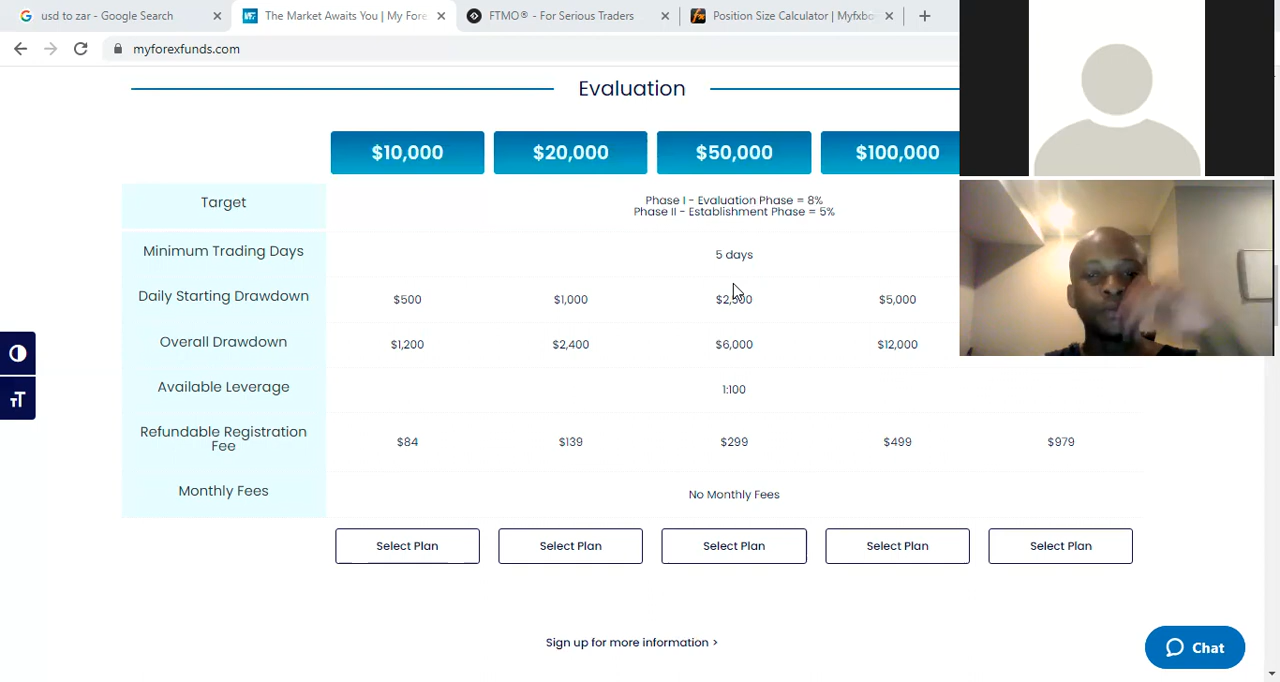 usd to zar - Google Search
The Market Awaits You | My Fore
FTMO® - For Serious Traders
Position Size Calculator | Myfxbo
myforexfunds.com
Evaluation
$10,000 $20,000 $50,000 $100,000
Target
Phase I - Evaluation Phase = 8%
Phase II - Establishment Phase = 5%
Minimum Trading Days
5 days
Daily Starting Drawdown
$500 $1,000 $5,000
Overall Drawdown
$1,200 $2,400 $6,000 $12,000
Available Leverage
1:100
Refundable Registration
Fee
$84 $139 $299 $499 $979
Monthly Fees
No Monthly Fees
Select Plan Select Plan Select Plan Select Plan Select Plan
Sign up for more information >
Chat